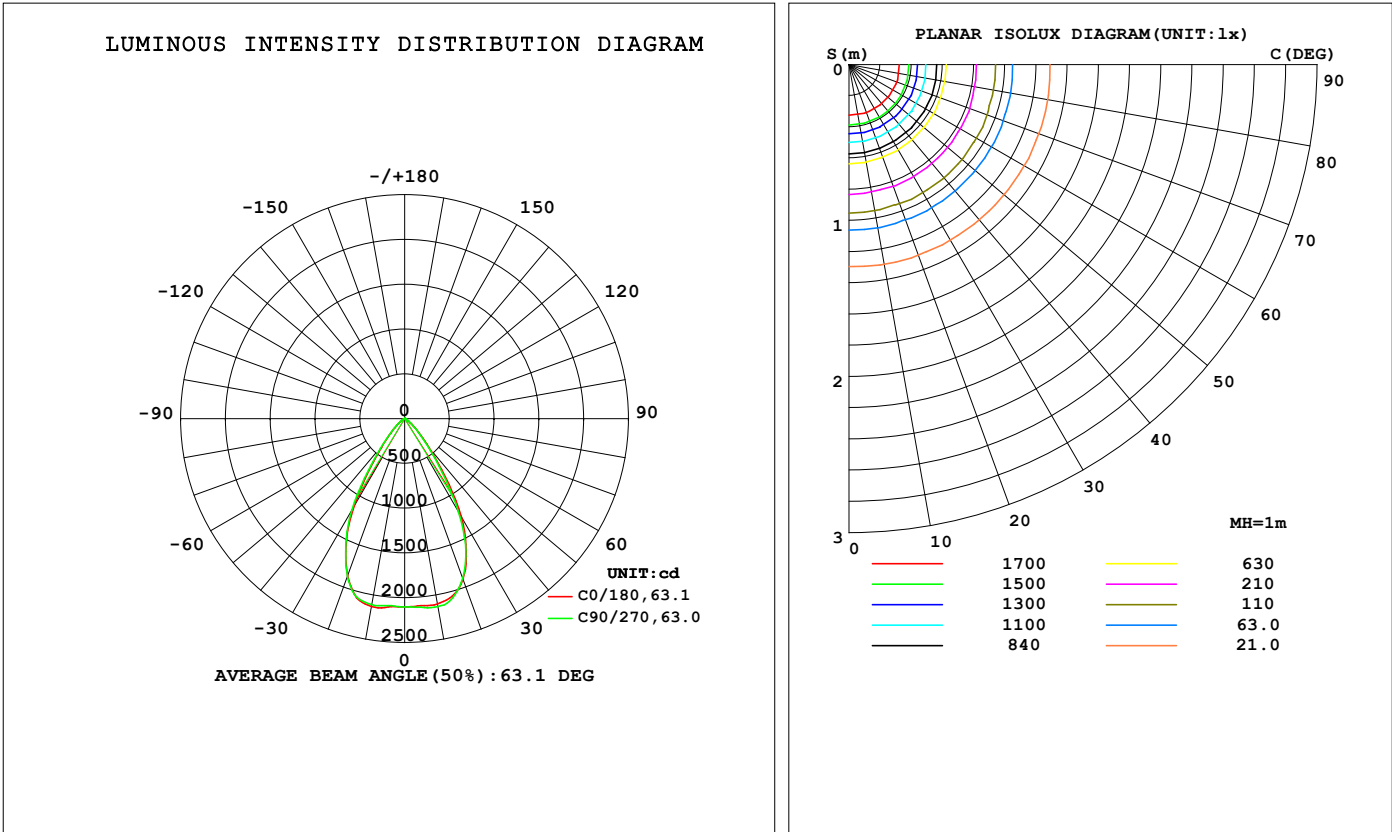 LUMINOUS INTENSITY DISTRIBUTION DIAGRAM
-/+180
-150 150
-120 120
-90 90
-60 60
-30 30
0
500
1000
1500
2000
2500
0
UNIT:cd
C0/180,63.1
C90/270,63.0
AVERAGE BEAM ANGLE(50%):63.1 DEG
PLANAR ISOLUX DIAGRAM(UNIT:lx)
S(m) C(DEG)
0 90
80
1 70
60
2 50
40
30
20
3 0 10
MH=1m
1700 630
1500 210
1300 110
1100 63.0
840 21.0